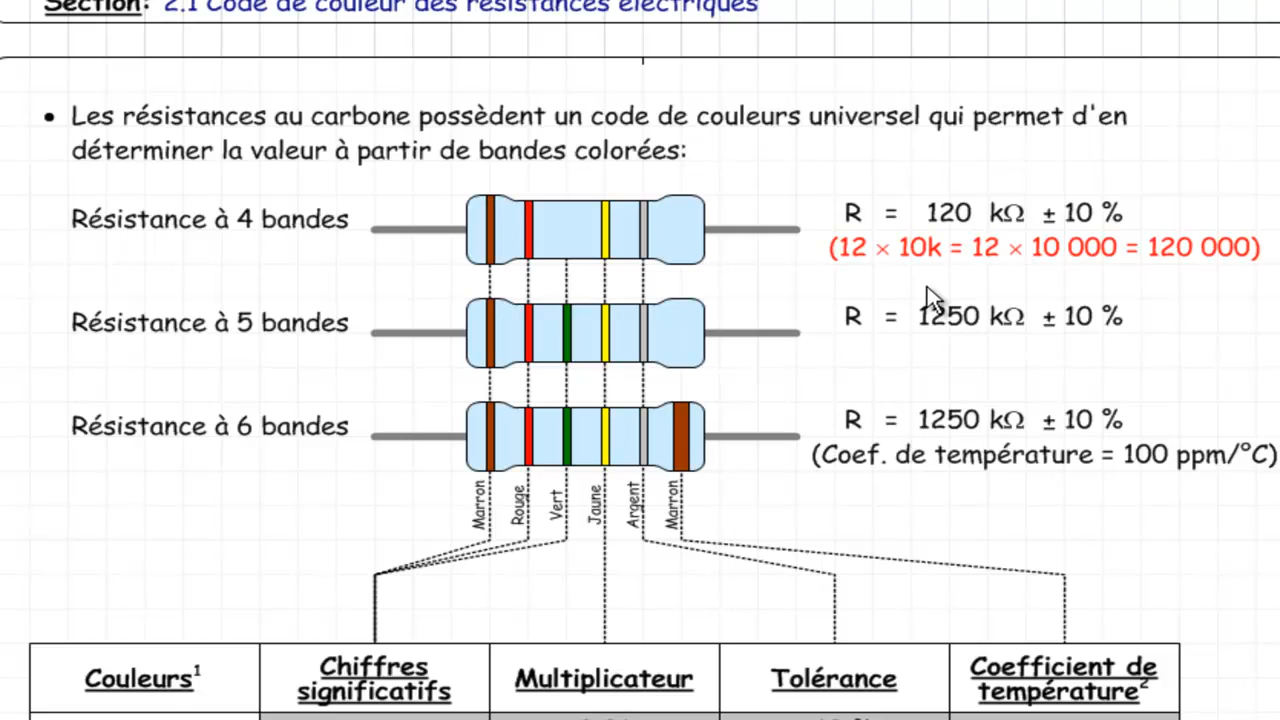 Section: 2.1 Code de couleur des résistances électriques
• Les résistances au carbone possèdent un code de couleurs universel qui permet d'en
déterminer la valeur à partir de bandes colorées:
Résistance à 4 bandes
R = 120 kΩ ± 10 %
(12 × 10k = 12 × 10 000 = 120 000)
Résistance à 5 bandes
R = 1250 kΩ ± 10 %
Résistance à 6 bandes
R = 1250 kΩ ± 10 %
(Coef. de température = 100 ppm/°C)
Marron
Rouge
Vert
Jaune
Argent
Marron
Couleurs¹
Chiffres
significatifs
Multiplicateur
Tolérance
Coefficient de
température²